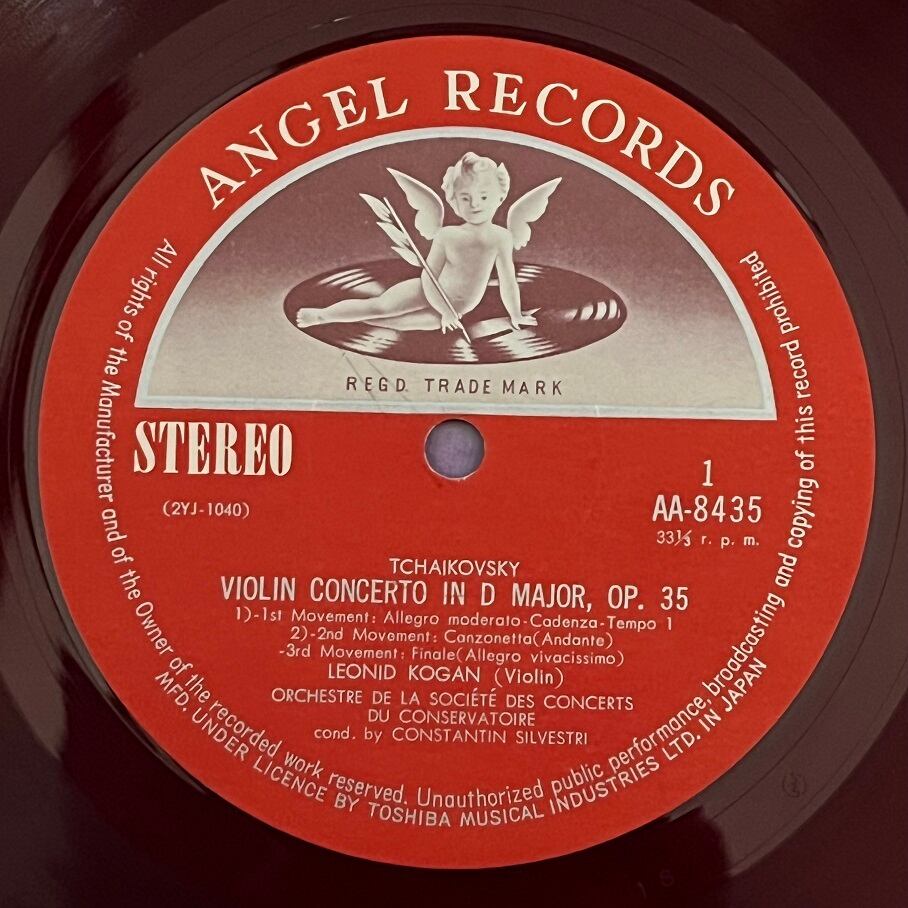 ANGEL RECORDS
REGD. TRADE MARK
STEREO
1
(2YJ-1040)
AA-8435
33⅓ r. p. m.
TCHAIKOVSKY
VIOLIN CONCERTO IN D MAJOR, OP. 35
1)-1st Movement: Allegro moderato-Cadenza-Tempo 1
2)-2nd Movement: Canzonetta(Andante)
-3rd Movement: Finale(Allegro vivacissimo)
LEONID KOGAN (Violin)
ORCHESTRE DE LA SOCIÉTÉ DES CONCERTS
DU CONSERVATOIRE
cond. by CONSTANTIN SILVESTRI
All rights of the Manufacturer and of the Owner of the recorded work reserved. Unauthorized public performance, broadcasting and copying of this record prohibited
MFD. UNDER LICENCE BY TOSHIBA MUSICAL INDUSTRIES LTD. IN JAPAN